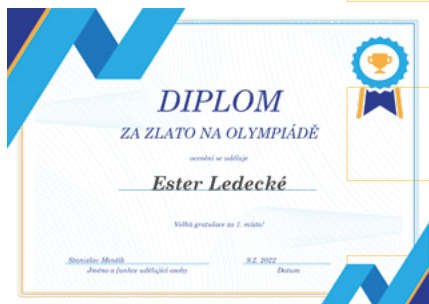 DIPLOM
ZA ZLATO NA OLYMPIÁDĚ
ocenění se uděluje
Ester Ledecké
Velká gratulace za 1. místo!
Stanislav Menšík 9.2. 2022
Jméno a funkce udělující osoby Datum